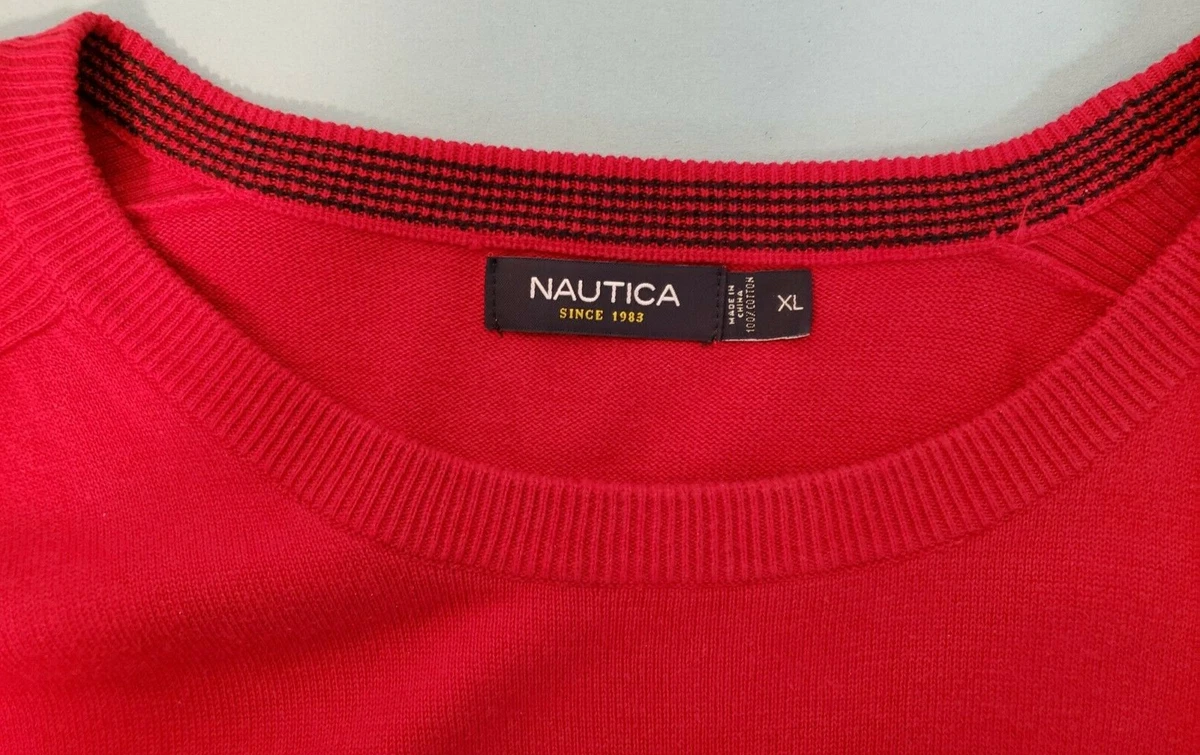 NAUTICA
SINCE 1983
MADE IN
CHINA
100% COTTON
XL